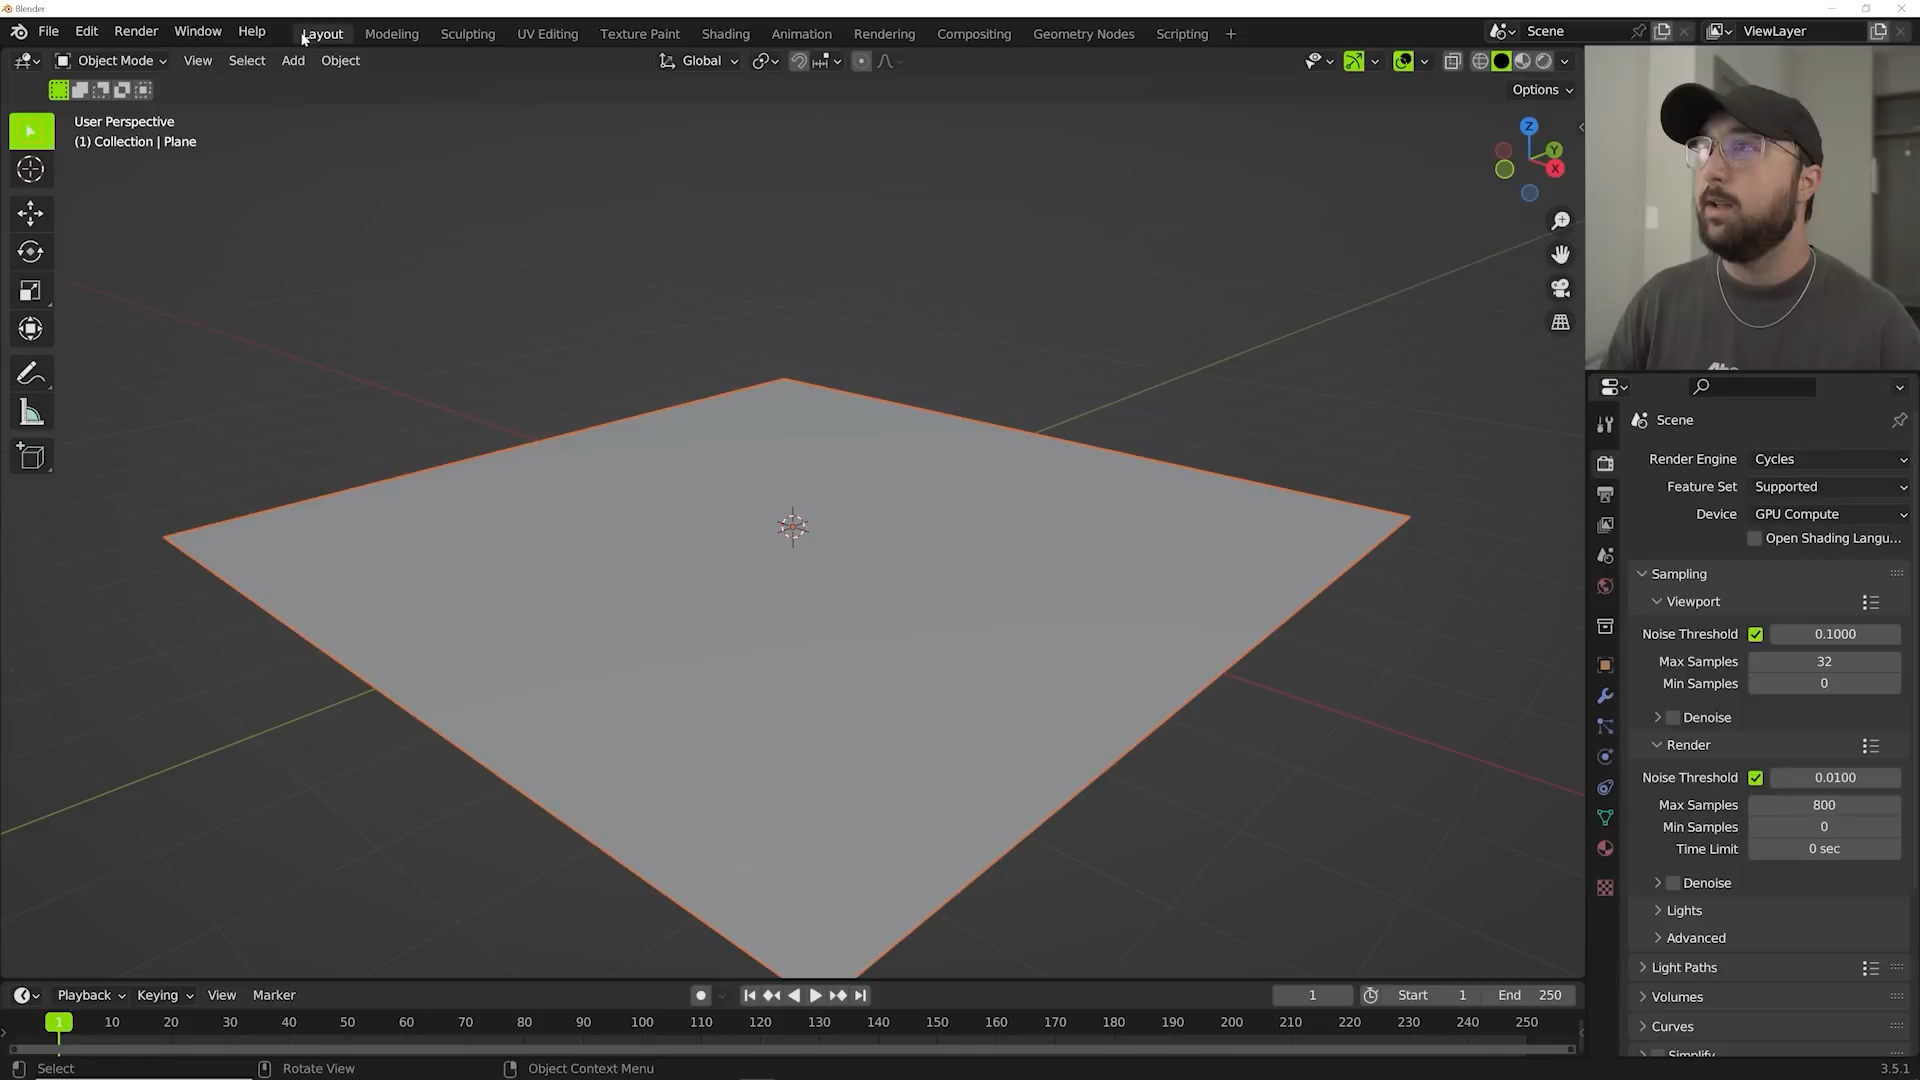 Blender
File Edit Render Window Help Layout Modeling Sculpting UV Editing Texture Paint Shading Animation Rendering Compositing Geometry Nodes Scripting + Scene ViewLayer
Object Mode View Select Add Object Global
Options
User Perspective
(1) Collection | Plane
Z
Y
X
Scene
Render Engine Cycles
Feature Set Supported
Device GPU Compute
Open Shading Langu...
Sampling
Viewport
Noise Threshold 0.1000
Max Samples 32
Min Samples 0
Denoise
Render
Noise Threshold 0.0100
Max Samples 800
Min Samples 0
Time Limit 0 sec
Denoise
Lights
Advanced
Light Paths
Volumes
Curves
Simplify
Playback Keying View Marker 1 Start 1 End 250
1 10 20 30 40 50 60 70 80 90 100 110 120 130 140 150 160 170 180 190 200 210 220 230 240 250
Select Rotate View Object Context Menu 3.5.1